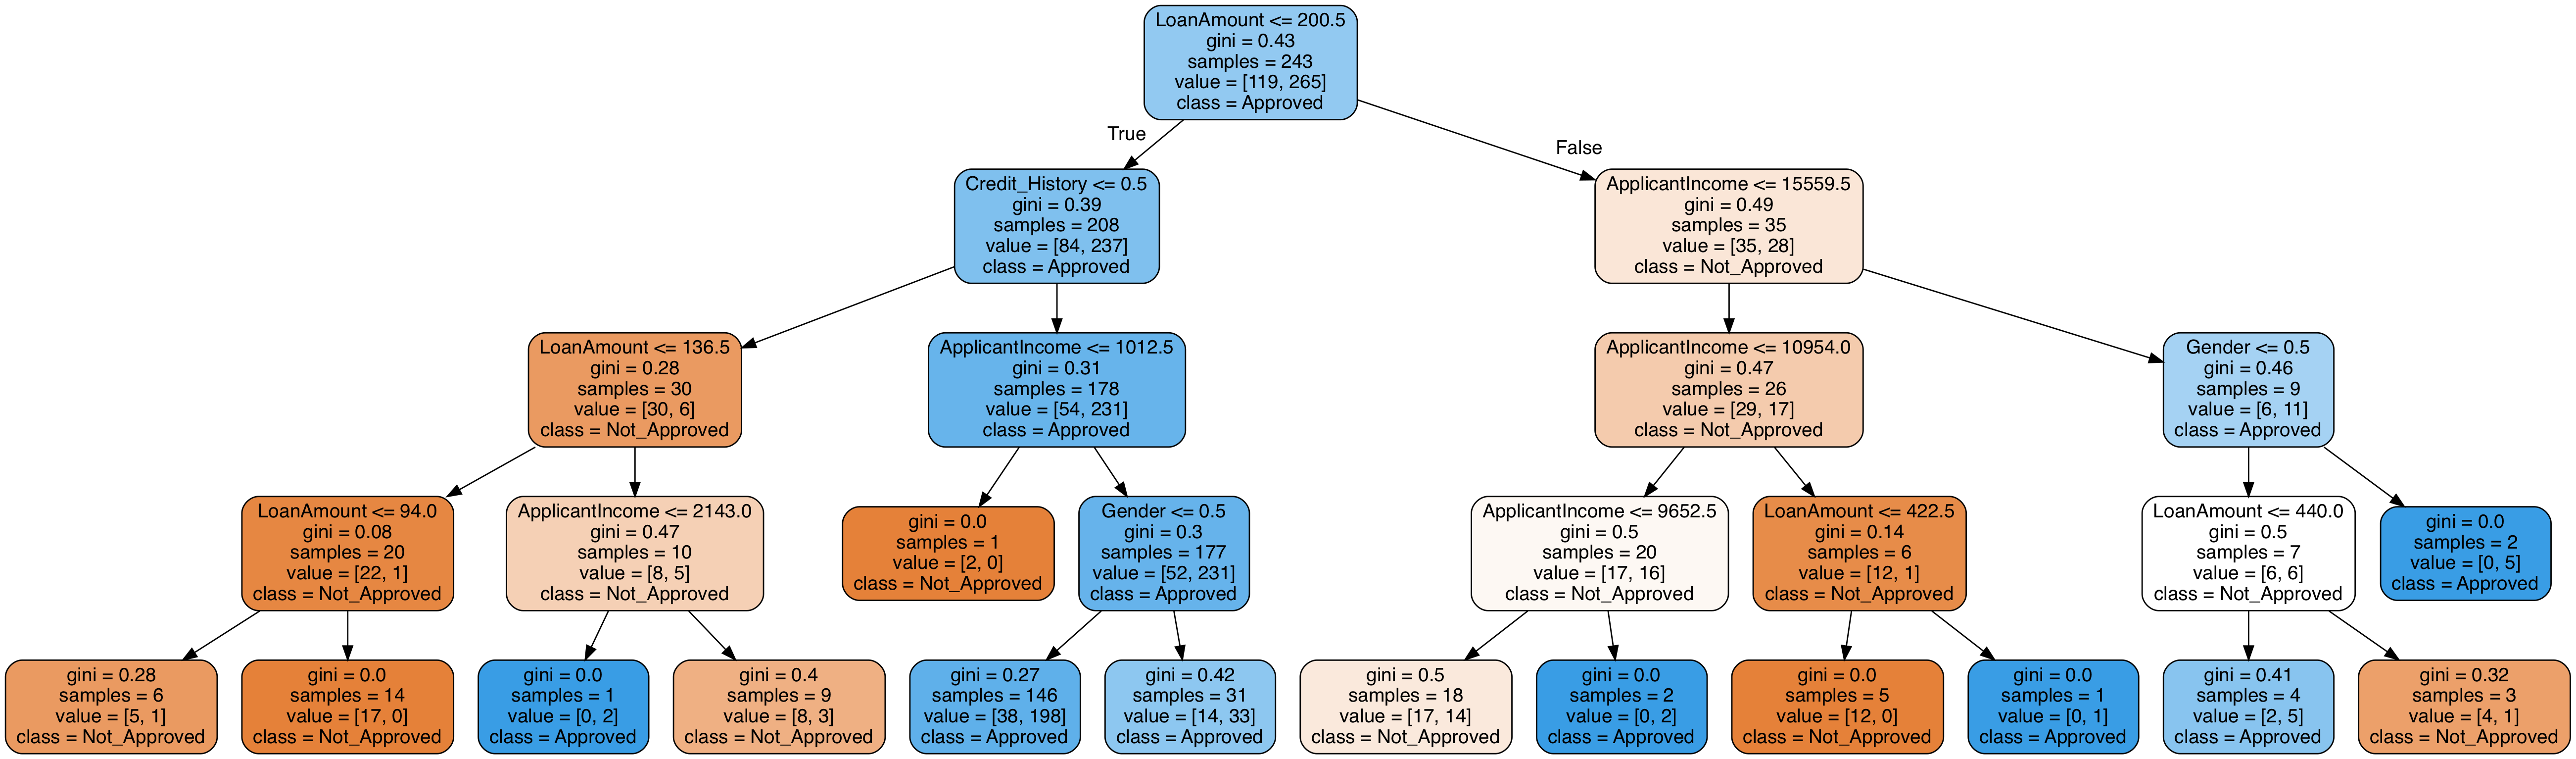 LoanAmount <= 200.5
gini = 0.43
samples = 243
value = [119, 265]
class = Approved
True
False
Credit_History <= 0.5
gini = 0.39
samples = 208
value = [84, 237]
class = Approved
ApplicantIncome <= 15559.5
gini = 0.49
samples = 35
value = [35, 28]
class = Not_Approved
LoanAmount <= 136.5
gini = 0.28
samples = 30
value = [30, 6]
class = Not_Approved
ApplicantIncome <= 1012.5
gini = 0.31
samples = 178
value = [54, 231]
class = Approved
ApplicantIncome <= 10954.0
gini = 0.47
samples = 26
value = [29, 17]
class = Not_Approved
Gender <= 0.5
gini = 0.46
samples = 9
value = [6, 11]
class = Approved
LoanAmount <= 94.0
gini = 0.08
samples = 20
value = [22, 1]
class = Not_Approved
ApplicantIncome <= 2143.0
gini = 0.47
samples = 10
value = [8, 5]
class = Not_Approved
gini = 0.0
samples = 1
value = [2, 0]
class = Not_Approved
Gender <= 0.5
gini = 0.3
samples = 177
value = [52, 231]
class = Approved
ApplicantIncome <= 9652.5
gini = 0.5
samples = 20
value = [17, 16]
class = Not_Approved
LoanAmount <= 422.5
gini = 0.14
samples = 6
value = [12, 1]
class = Not_Approved
LoanAmount <= 440.0
gini = 0.5
samples = 7
value = [6, 6]
class = Not_Approved
gini = 0.0
samples = 2
value = [0, 5]
class = Approved
gini = 0.28
samples = 6
value = [5, 1]
class = Not_Approved
gini = 0.0
samples = 14
value = [17, 0]
class = Not_Approved
gini = 0.0
samples = 1
value = [0, 2]
class = Approved
gini = 0.4
samples = 9
value = [8, 3]
class = Not_Approved
gini = 0.27
samples = 146
value = [38, 198]
class = Approved
gini = 0.42
samples = 31
value = [14, 33]
class = Approved
gini = 0.5
samples = 18
value = [17, 14]
class = Not_Approved
gini = 0.0
samples = 2
value = [0, 2]
class = Approved
gini = 0.0
samples = 5
value = [12, 0]
class = Not_Approved
gini = 0.0
samples = 1
value = [0, 1]
class = Approved
gini = 0.41
samples = 4
value = [2, 5]
class = Approved
gini = 0.32
samples = 3
value = [4, 1]
class = Not_Approved